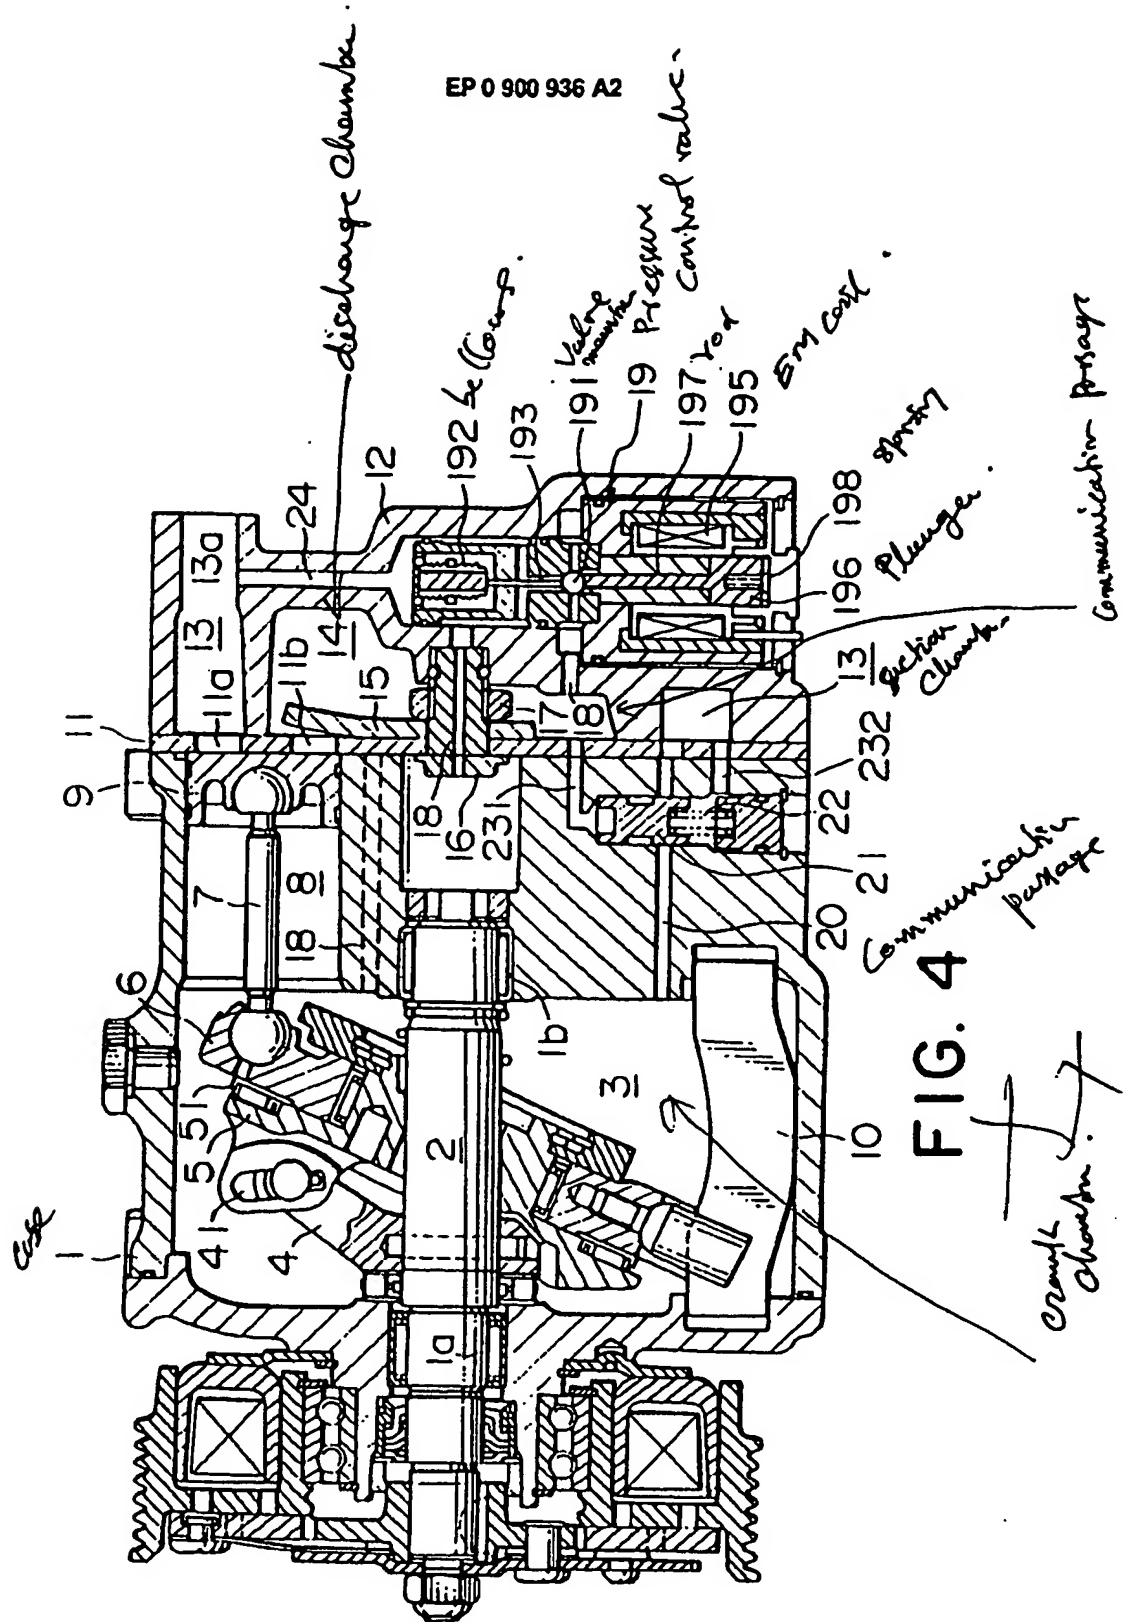 EP 0 900 936 A2
discharge chamber.
192 bellows.
193
191 Valve
19 Pressure
control valve
197 rod
195 EM coil.
198 spring
196 Plunger.
communication passage
13 suction
chamber
232
22
21
20
communication
passage
12
24
13a
13
14
11a
11b
15
11
9
17
18
18
16
231
7
8
18
6
51
5
41
4
1b
2
3
10
1a
case
1
FIG. 4
crank
chamber.